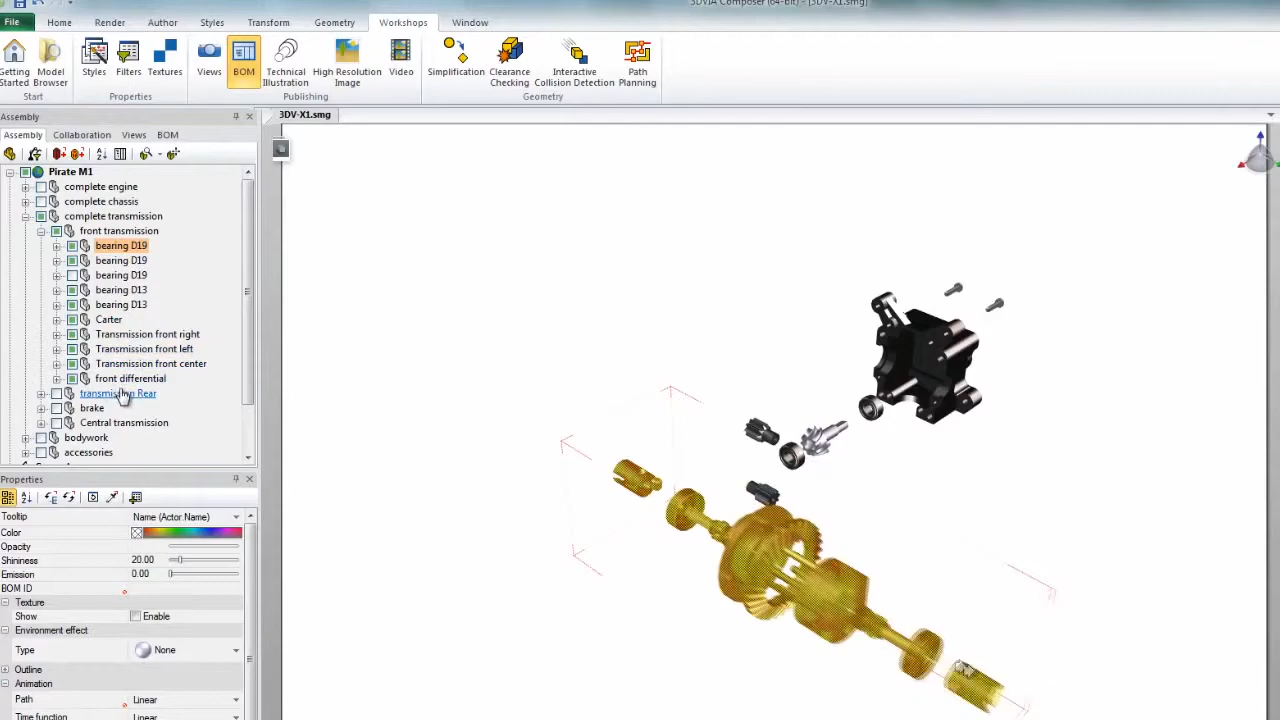 3DVIA Composer (64-bit) - [3DV-X1.smg]
File Home Render Author Styles Transform Geometry Workshops Window
Getting Started Model Browser Styles Filters Textures Views BOM Technical Illustration High Resolution Image Video Simplification Clearance Checking Interactive Collision Detection Path Planning
Start Properties Publishing Geometry
Assembly
3DV-X1.smg
Assembly Collaboration Views BOM
Pirate M1
complete engine
complete chassis
complete transmission
front transmission
bearing D19
bearing D19
bearing D19
bearing D13
bearing D13
Carter
Transmission front right
Transmission front left
Transmission front center
front differential
transmission Rear
brake
Central transmission
bodywork
accessories
Properties
Tooltip Name (Actor.Name)
Color
Opacity
Shininess 20.00
Emission 0.00
BOM ID
Texture
Show Enable
Environment effect
Type None
Outline
Animation
Path Linear
Time function Linear